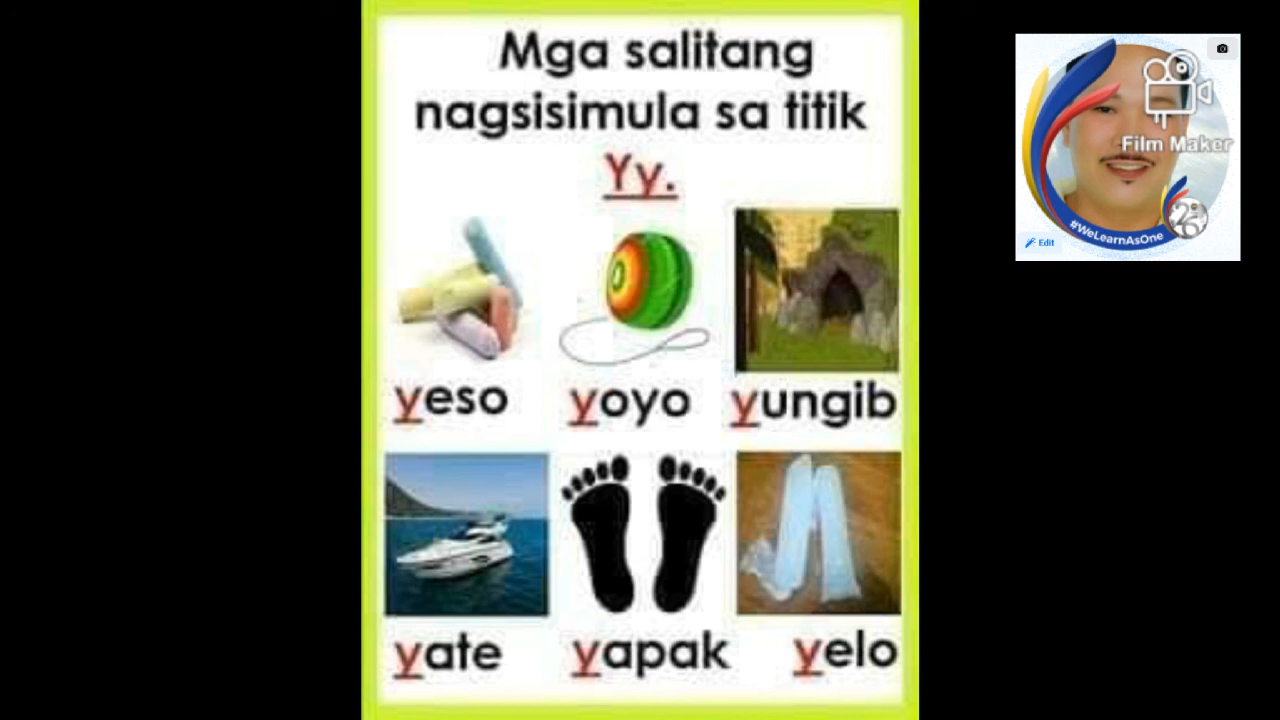 Mga salitang
nagsisimula sa titik
Yy.
yeso yoyo yungib
yate yapak yelo
Film Maker
#WeLearnAsOne
Edit